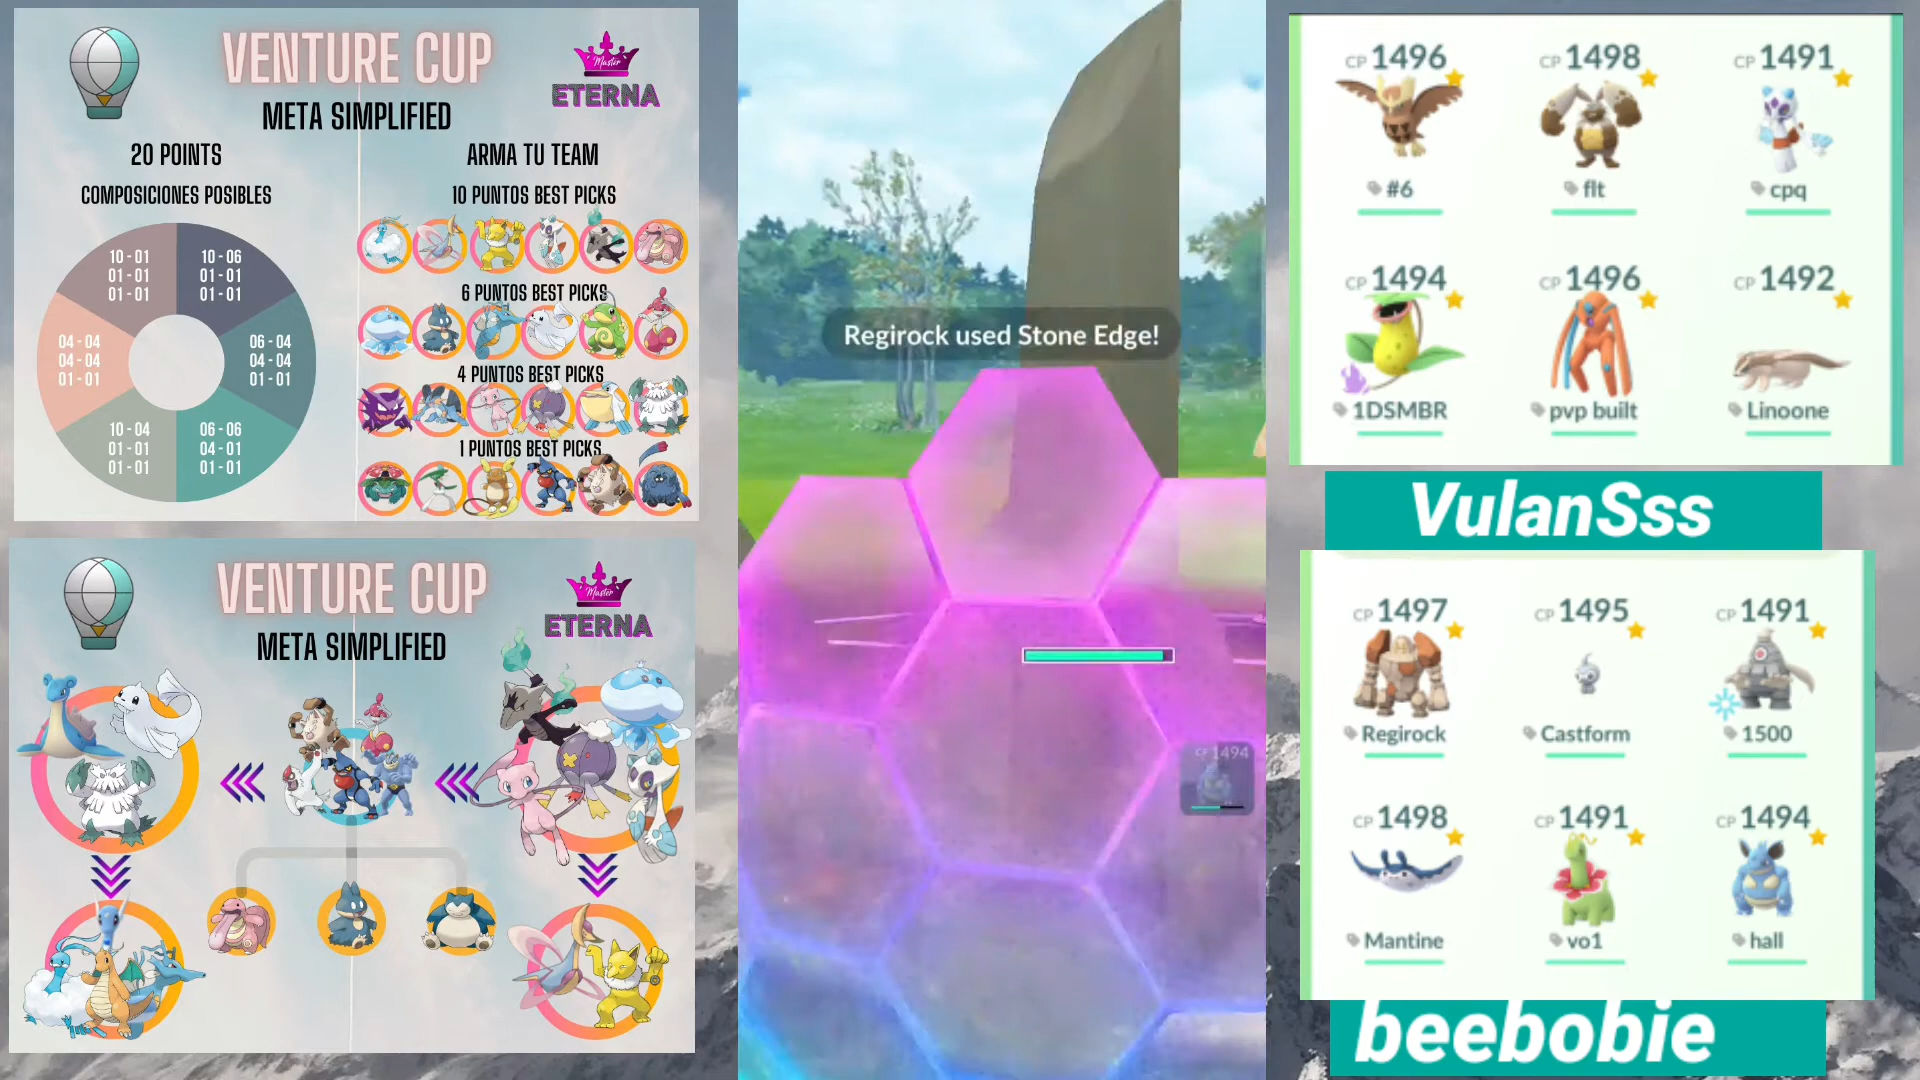 VENTURE CUP
Master
ETERNA
META SIMPLIFIED
20 POINTS
COMPOSICIONES POSIBLES
10 - 01
01 - 01
01 - 01
10 - 06
01 - 01
01 - 01
04 - 04
04 - 04
01 - 01
06 - 04
04 - 04
01 - 01
10 - 04
01 - 01
01 - 01
06 - 06
04 - 01
01 - 01
ARMA TU TEAM
10 PUNTOS BEST PICKS
6 PUNTOS BEST PICKS
4 PUNTOS BEST PICKS
1 PUNTOS BEST PICKS
VENTURE CUP
Master
ETERNA
META SIMPLIFIED
Regirock used Stone Edge!
CP 1494
CP 1496
CP 1498
CP 1491
#6
flt
cpq
CP 1494
CP 1496
CP 1492
1DSMBR
pvp built
Linoone
VulanSss
CP 1497
CP 1495
CP 1491
Regirock
Castform
1500
CP 1498
CP 1491
CP 1494
Mantine
vo1
hall
beebobie